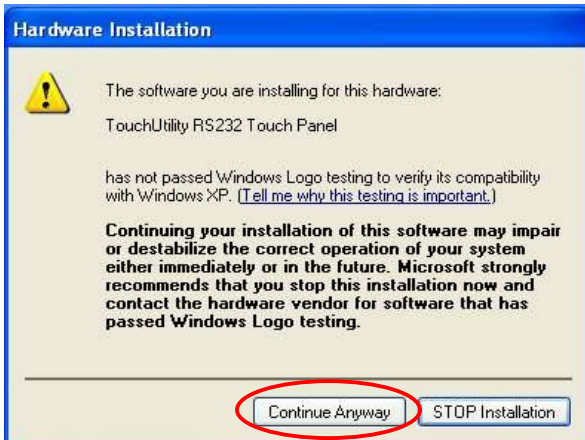 Hardware Installation
The software you are installing for this hardware:
TouchUtility RS232 Touch Panel
has not passed Windows Logo testing to verify its compatibility
with Windows XP. (Tell me why this testing is important.)
Continuing your installation of this software may impair
or destabilize the correct operation of your system
either immediately or in the future. Microsoft strongly
recommends that you stop this installation now and
contact the hardware vendor for software that has
passed Windows Logo testing.
Continue Anyway
STOP Installation